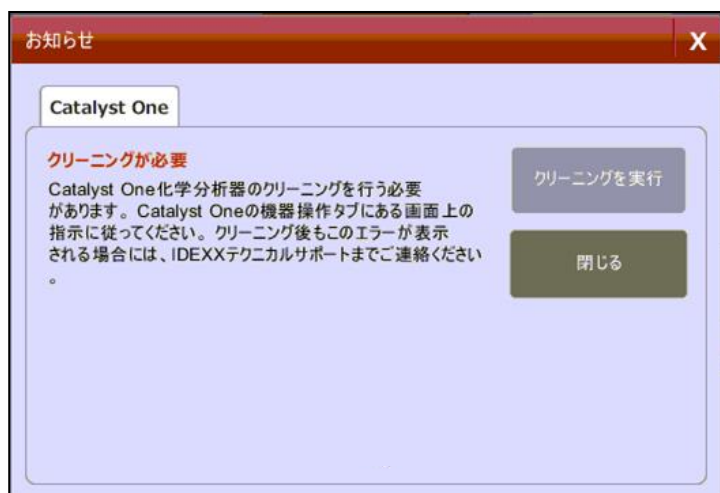 お知らせ
X
Catalyst One
クリーニングが必要
Catalyst One化学分析器のクリーニングを行う必要
があります。Catalyst Oneの機器操作タブにある画面上の
指示に従ってください。クリーニング後もこのエラーが表示
される場合には、IDEXXテクニカルサポートまでご連絡ください
。
クリーニングを実行
閉じる